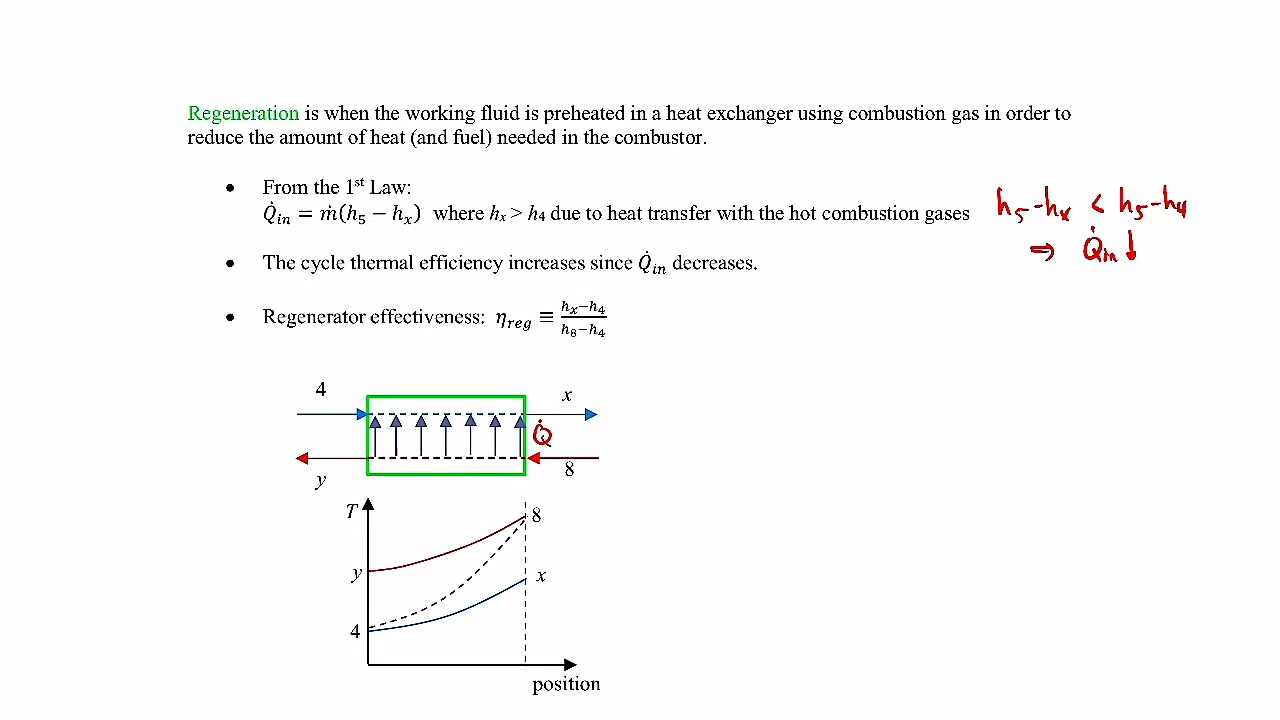 Regeneration is when the working fluid is preheated in a heat exchanger using combustion gas in order to
reduce the amount of heat (and fuel) needed in the combustor.
• From the 1st Law:
Q̇in = ṁ(h5 − hx) where hx > h4 due to heat transfer with the hot combustion gases
h5-hx < h5-h4
⇒ Q̇in ↓
• The cycle thermal efficiency increases since Q̇in decreases.
• Regenerator effectiveness: ηreg ≡ (hx−h4)/(h8−h4)
4
x
Q̇
y
8
T
8
y
x
4
position